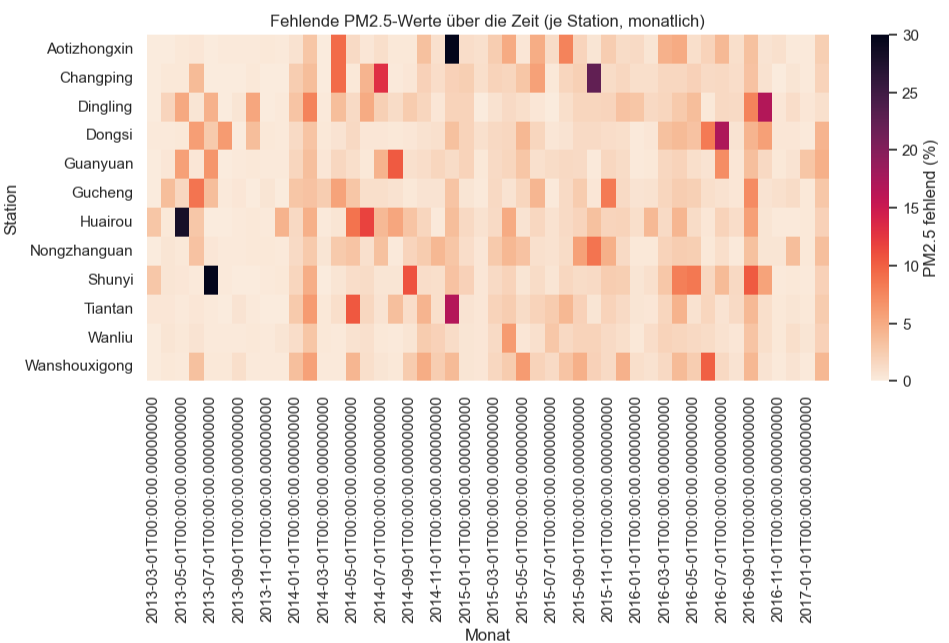 Fehlende PM2.5-Werte über die Zeit (je Station, monatlich)
Station
Aotizhongxin
Changping
Dingling
Dongsi
Guanyuan
Gucheng
Huairou
Nongzhanguan
Shunyi
Tiantan
Wanliu
Wanshouxigong
2013-03-01T00:00:00.000000000
2013-05-01T00:00:00.000000000
2013-07-01T00:00:00.000000000
2013-09-01T00:00:00.000000000
2013-11-01T00:00:00.000000000
2014-01-01T00:00:00.000000000
2014-03-01T00:00:00.000000000
2014-05-01T00:00:00.000000000
2014-07-01T00:00:00.000000000
2014-09-01T00:00:00.000000000
2014-11-01T00:00:00.000000000
2015-01-01T00:00:00.000000000
2015-03-01T00:00:00.000000000
2015-05-01T00:00:00.000000000
2015-07-01T00:00:00.000000000
2015-09-01T00:00:00.000000000
2015-11-01T00:00:00.000000000
2016-01-01T00:00:00.000000000
2016-03-01T00:00:00.000000000
2016-05-01T00:00:00.000000000
2016-07-01T00:00:00.000000000
2016-09-01T00:00:00.000000000
2016-11-01T00:00:00.000000000
2017-01-01T00:00:00.000000000
Monat
30
25
20
15
10
5
0
PM2.5 fehlend (%)